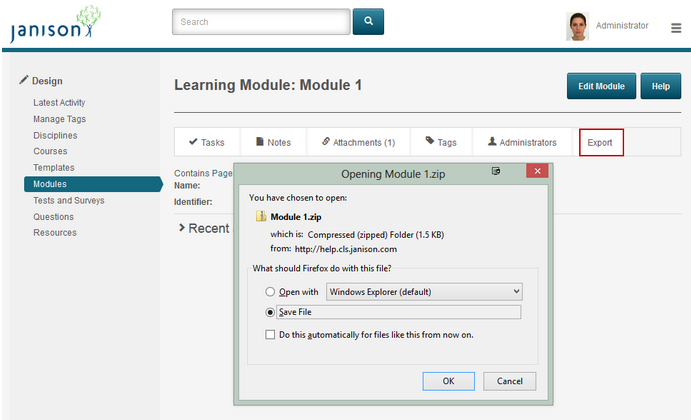 janison
Search
Administrator
Design
Latest Activity
Manage Tags
Disciplines
Courses
Templates
Modules
Tests and Surveys
Questions
Resources
Learning Module: Module 1
Edit Module
Help
Tasks
Notes
Attachments (1)
Tags
Administrators
Export
Contains Page
Name:
Identifier:
Recent
Opening Module 1.zip
You have chosen to open:
Module 1.zip
which is: Compressed (zipped) Folder (1.5 KB)
from: http://help.cls.janison.com
What should Firefox do with this file?
Open with
Windows Explorer (default)
Save File
Do this automatically for files like this from now on.
OK
Cancel